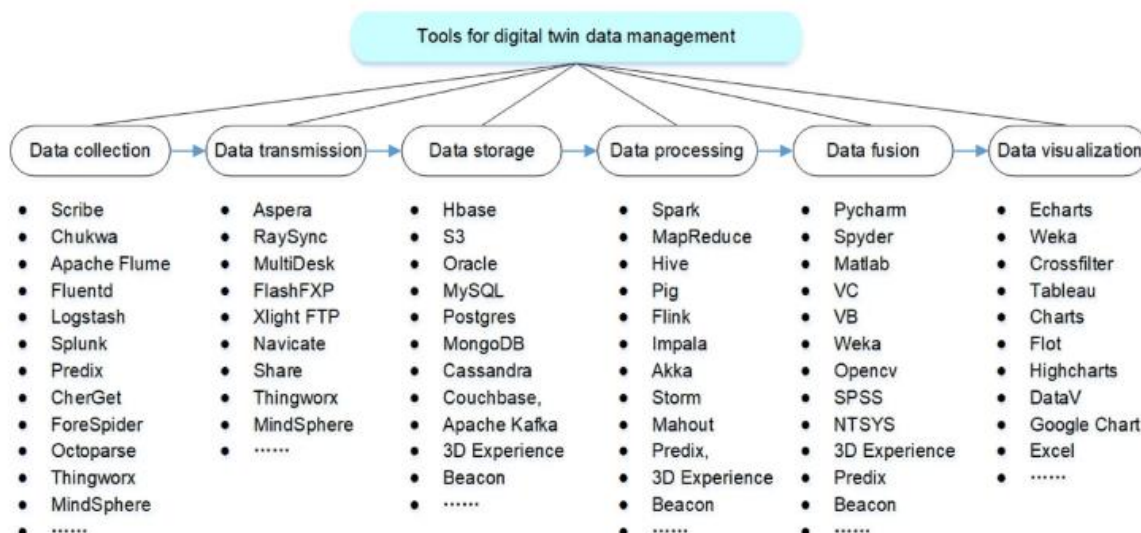 Tools for digital twin data management
Data collection
Data transmission
Data storage
Data processing
Data fusion
Data visualization
● Scribe
● Chukwa
● Apache Flume
● Fluentd
● Logstash
● Splunk
● Predix
● CherGet
● ForeSpider
● Octoparse
● Thingworx
● MindSphere
● ······
● Aspera
● RaySync
● MultiDesk
● FlashFXP
● Xlight FTP
● Navicate
● Share
● Thingworx
● MindSphere
● ······
● Hbase
● S3
● Oracle
● MySQL
● Postgres
● MongoDB
● Cassandra
● Couchbase,
● Apache Kafka
● 3D Experience
● Beacon
● ······
● Spark
● MapReduce
● Hive
● Pig
● Flink
● Impala
● Akka
● Storm
● Mahout
● Predix,
● 3D Experience
● Beacon
● ······
● Pycharm
● Spyder
● Matlab
● VC
● VB
● Weka
● Opencv
● SPSS
● NTSYS
● 3D Experience
● Predix
● Beacon
● ······
● Echarts
● Weka
● Crossfilter
● Tableau
● Charts
● Flot
● Highcharts
● DataV
● Google Chart
● Excel
● ······